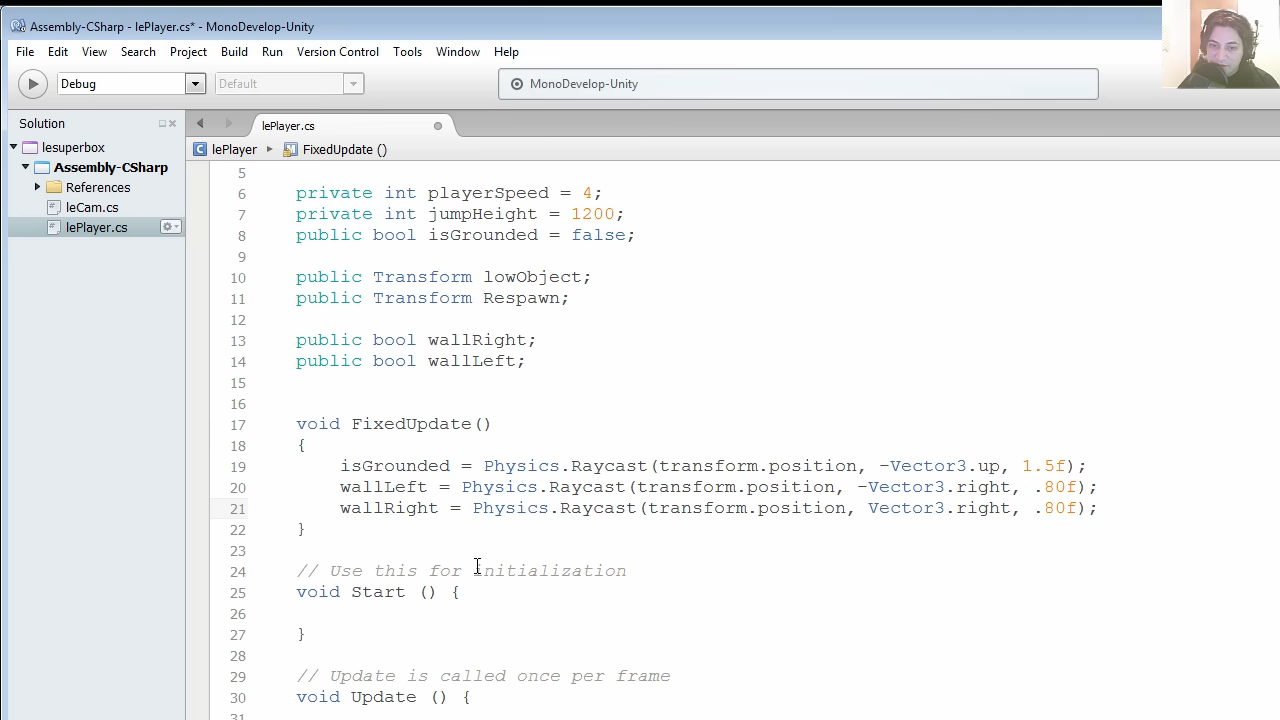 Assembly-CSharp - lePlayer.cs* - MonoDevelop-Unity
File Edit View Search Project Build Run Version Control Tools Window Help
Debug Default MonoDevelop-Unity
Solution
lePlayer.cs
lesuperbox
lePlayer FixedUpdate ()
Assembly-CSharp
References
leCam.cs
lePlayer.cs
5
6 private int playerSpeed = 4;
7 private int jumpHeight = 1200;
8 public bool isGrounded = false;
9
10 public Transform lowObject;
11 public Transform Respawn;
12
13 public bool wallRight;
14 public bool wallLeft;
15
16
17 void FixedUpdate()
18 {
19 isGrounded = Physics.Raycast(transform.position, -Vector3.up, 1.5f);
20 wallLeft = Physics.Raycast(transform.position, -Vector3.right, .80f);
21 wallRight = Physics.Raycast(transform.position, Vector3.right, .80f);
22 }
23
24 // Use this for initialization
25 void Start () {
26
27 }
28
29 // Update is called once per frame
30 void Update () {
31